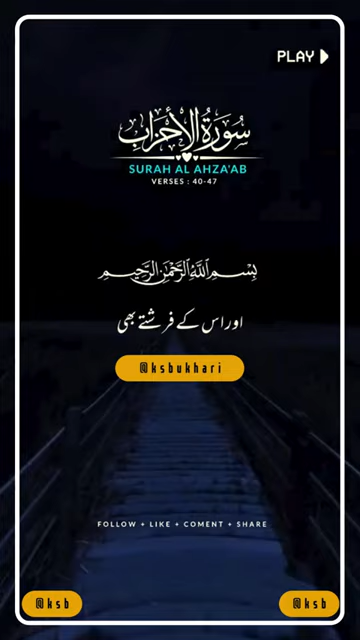 PLAY
سُورَةُ الأَحْزَاب
SURAH AL AHZA'AB
VERSES : 40-47
بِسْمِ اللَّهِ الرَّحْمَٰنِ الرَّحِيمِ
اور اس کے فرشتے بھی
@ksbukhari
FOLLOW + LIKE + COMENT + SHARE
@ksb
@ksb